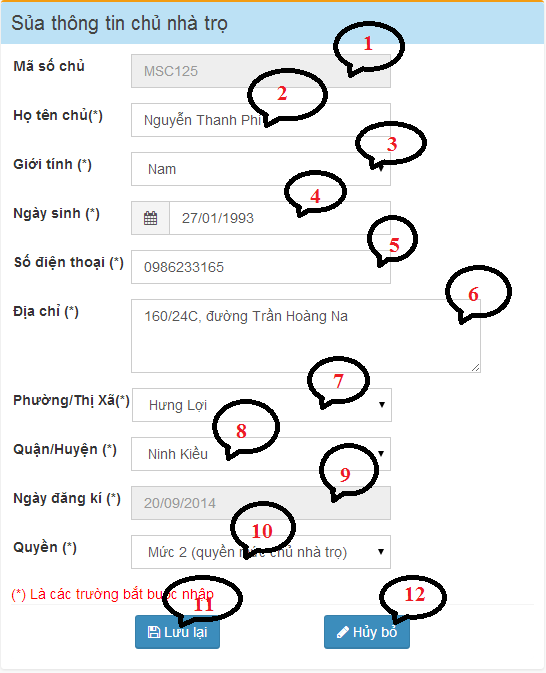 Sửa thông tin chủ nhà trọ
1
Mã số chủ MSC125
2
Họ tên chủ(*) Nguyễn Thanh Phi
3
Giới tính (*) Nam
4
Ngày sinh (*) 27/01/1993
5
Số điện thoại (*) 0986233165
6
Địa chỉ (*) 160/24C, đường Trần Hoàng Na
7
Phường/Thị Xã(*) Hưng Lợi
8
Quận/Huyện (*) Ninh Kiều
9
Ngày đăng kí (*) 20/09/2014
10
Quyền (*) Mức 2 (quyền mức chủ nhà trọ)
(*) Là các trường bắt buộc nhập
11
12
Lưu lại
Hủy bỏ